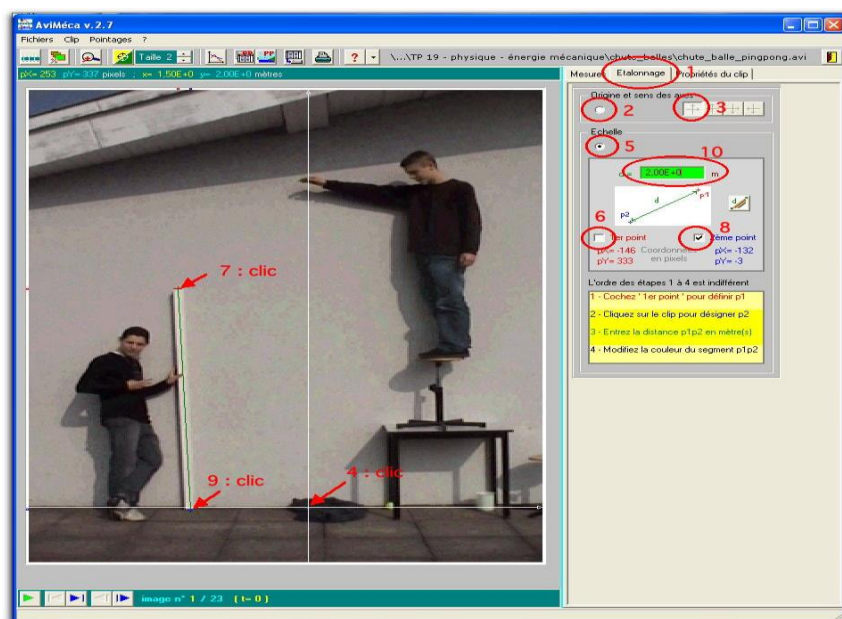 AviMéca v.2.7
Fichiers Clip Pointages ?
Taille 2 ? \...\TP 19 - physique - énergie mécanique\chute_balles\chute_balle_pingpong.avi
pX= 253 pY= 337 pixels ; x= 1.50E+0 y= 2,00E+0 mètres
Mesures Etalonnage Propriétés du clip
1
Origine et sens des axes
2
3
Echelle
5
10
d = 2,00E+0 m
d
p1
p2
d
6
8
1er point
2ème point
pX= -146
pY= 333
Coordonnées
en pixels
pX= -132
pY= -3
L'ordre des étapes 1 à 4 est indifférent
1 - Cochez ' 1er point ' pour définir p1
2 - Cliquez sur le clip pour désigner p2
3 - Entrez la distance p1p2 en mètre(s)
4 - Modifiez la couleur du segment p1p2
7 : clic
9 : clic
4 : clic
image n° 1 / 23 ( t= 0 )